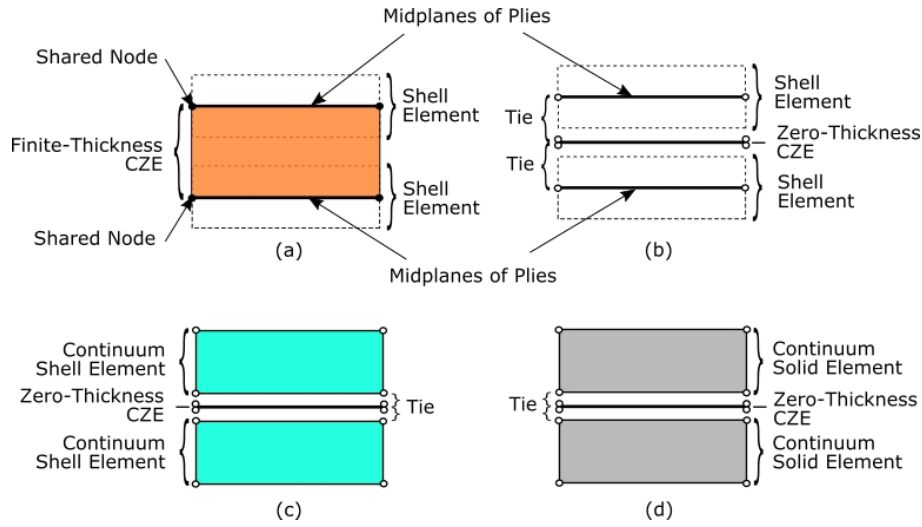 Midplanes of Plies
Shared Node
Shell
Element
Finite-Thickness
CZE
Shell
Element
Shared Node
(a)
Tie
Tie
Shell
Element
Zero-Thickness
CZE
Shell
Element
(b)
Midplanes of Plies
Continuum
Shell Element
Zero-Thickness
CZE
Tie
Continuum
Shell Element
(c)
Continuum
Solid Element
Tie
Zero-Thickness
CZE
Continuum
Solid Element
(d)